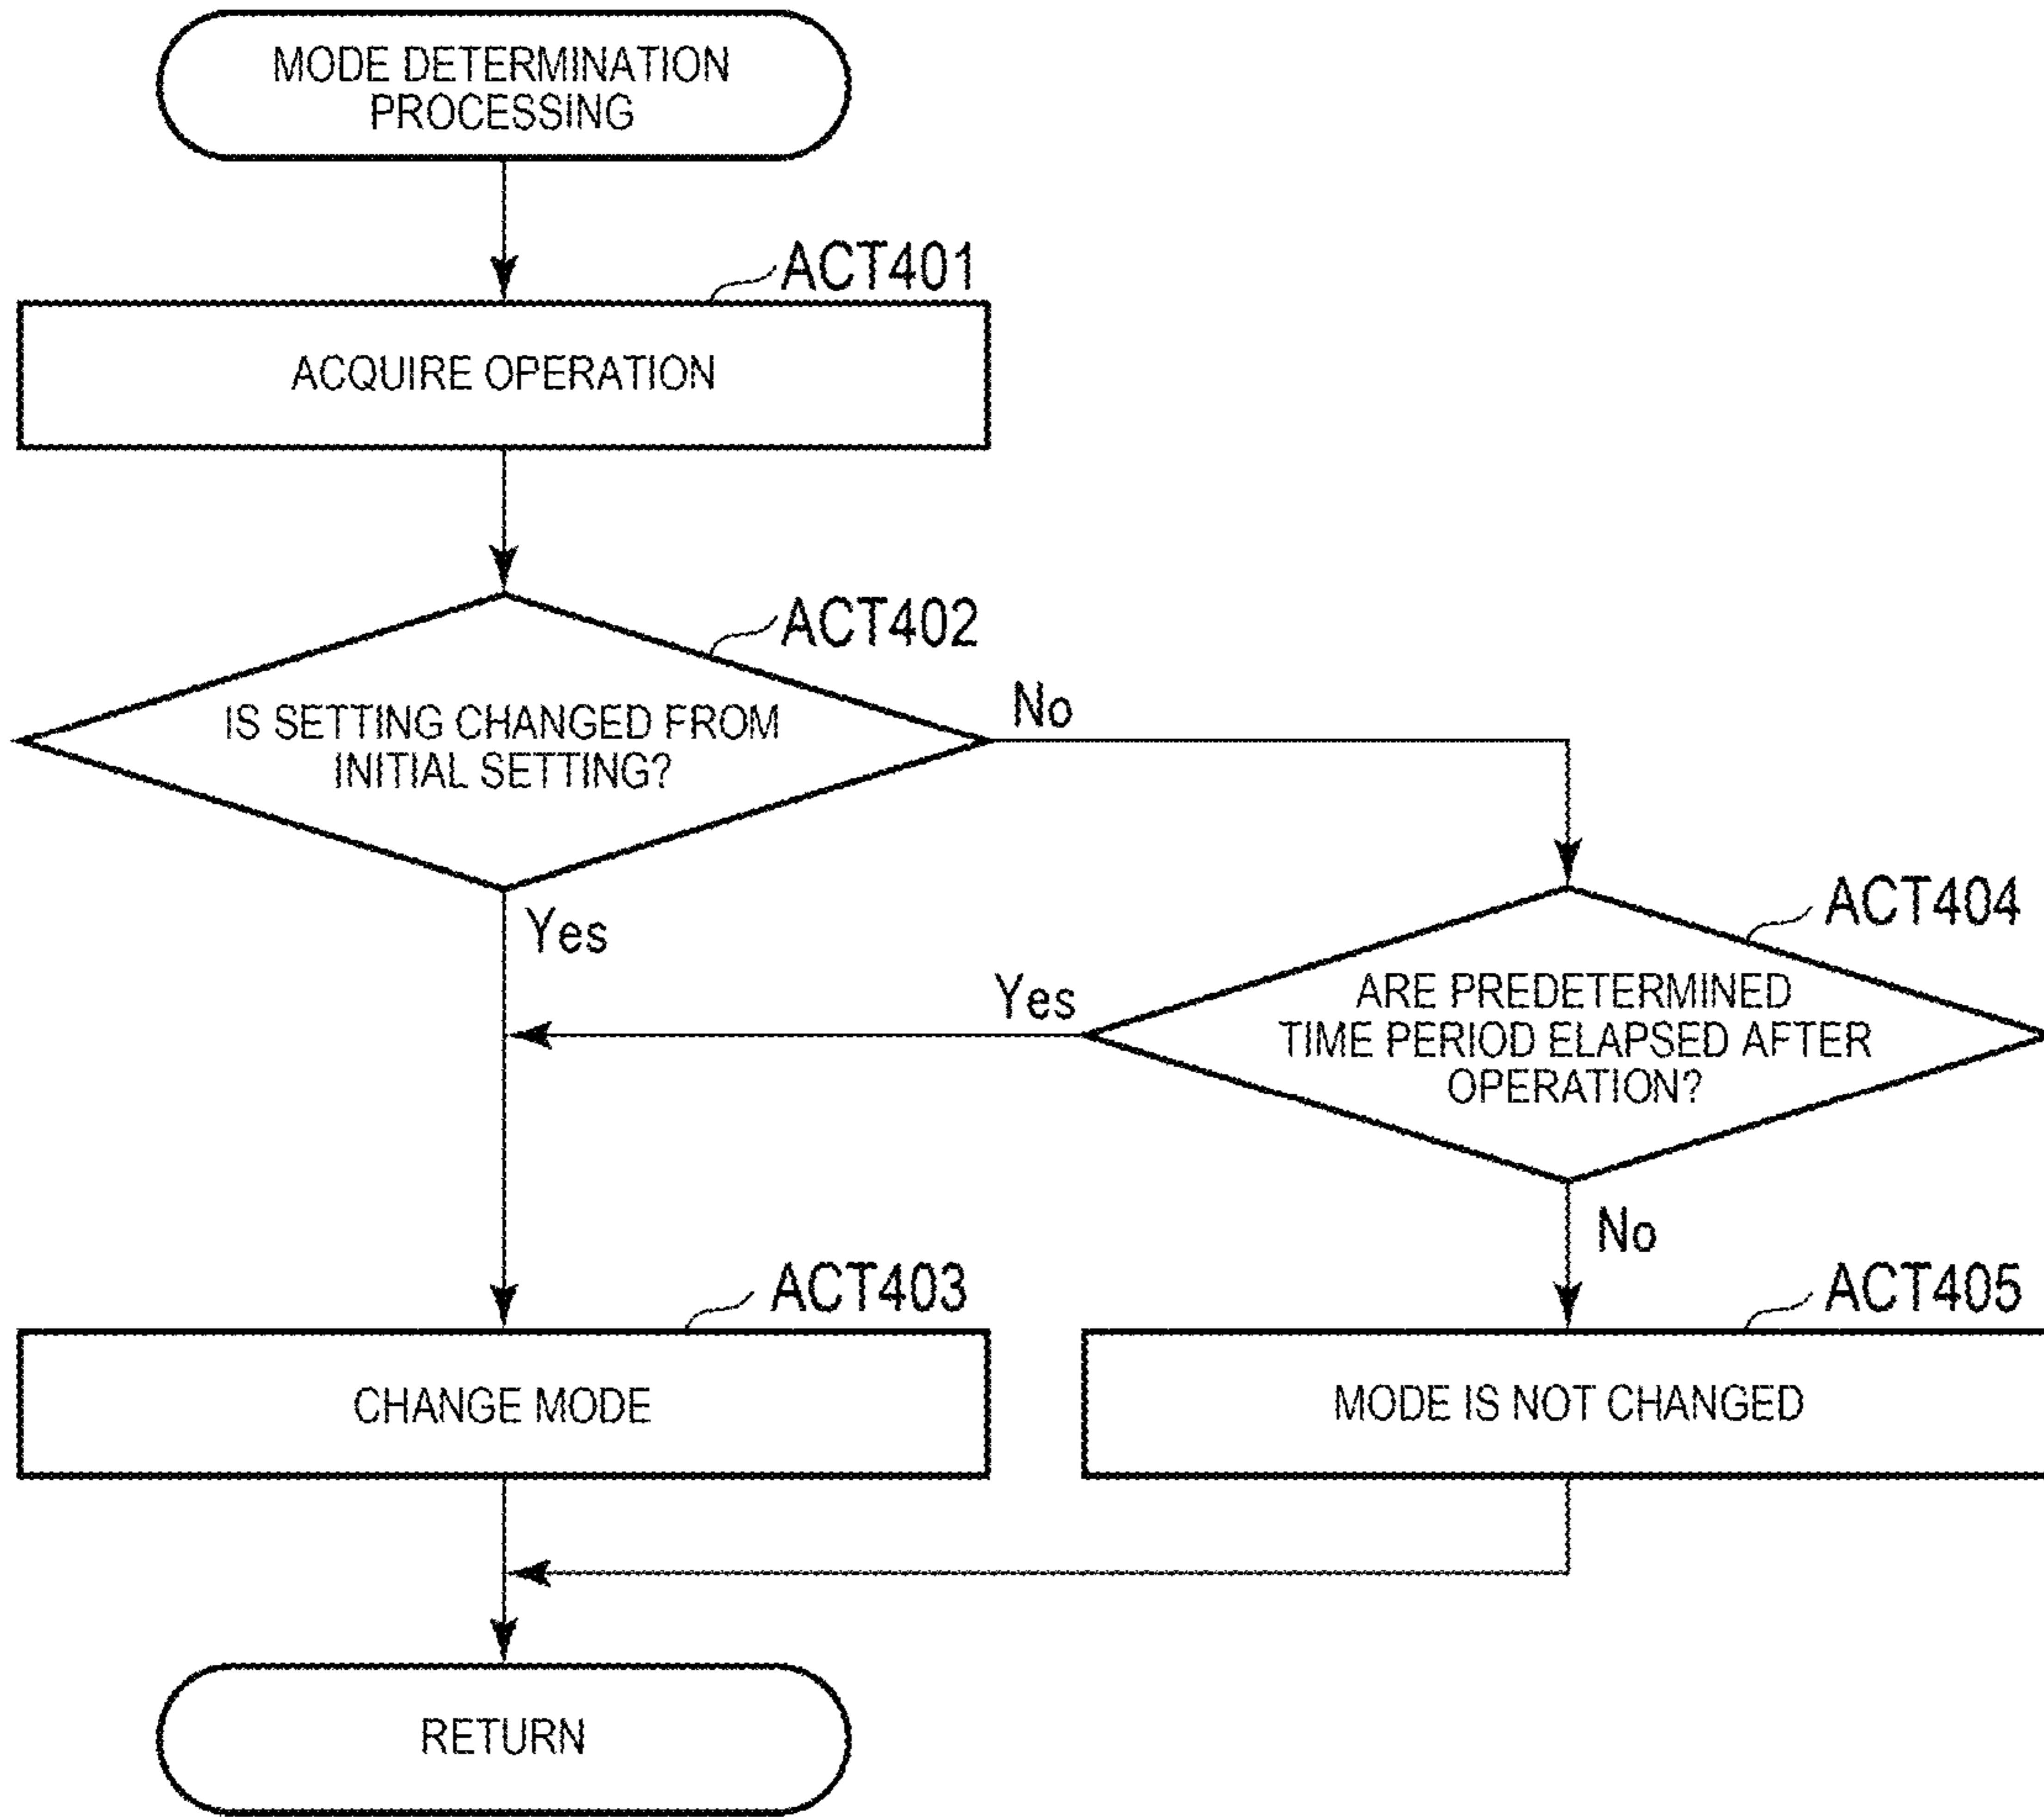 MODE DETERMINATION
PROCESSING
ACT401
ACQUIRE OPERATION
ACT402
IS SETTING CHANGED FROM
INITIAL SETTING?
No
Yes
ACT404
ARE PREDETERMINED
TIME PERIOD ELAPSED AFTER
OPERATION?
Yes
No
ACT403
CHANGE MODE
ACT405
MODE IS NOT CHANGED
RETURN